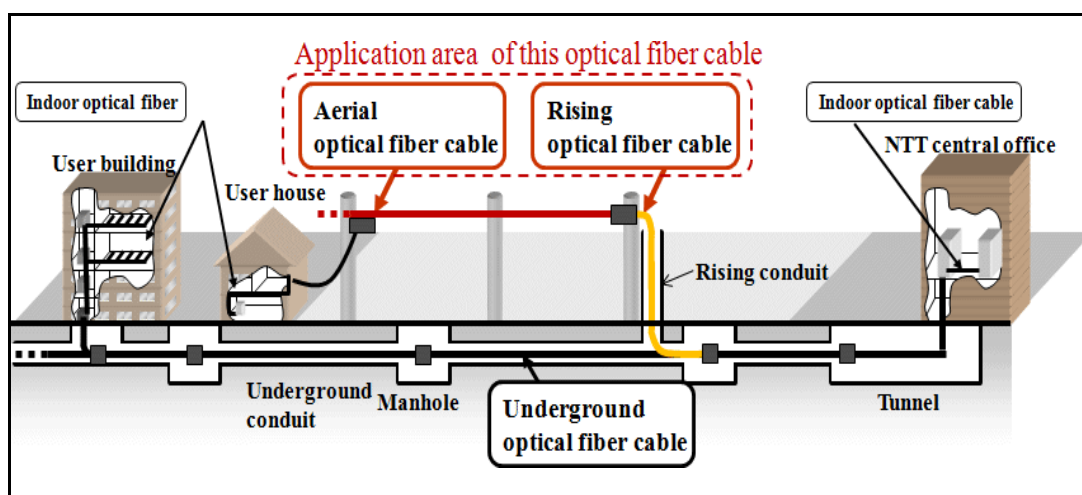 Application area of this optical fiber cable
Indoor optical fiber
Aerial
optical fiber cable
Rising
optical fiber cable
Indoor optical fiber cable
NTT central office
User building
User house
Rising conduit
Underground
conduit
Manhole
Underground
optical fiber cable
Tunnel